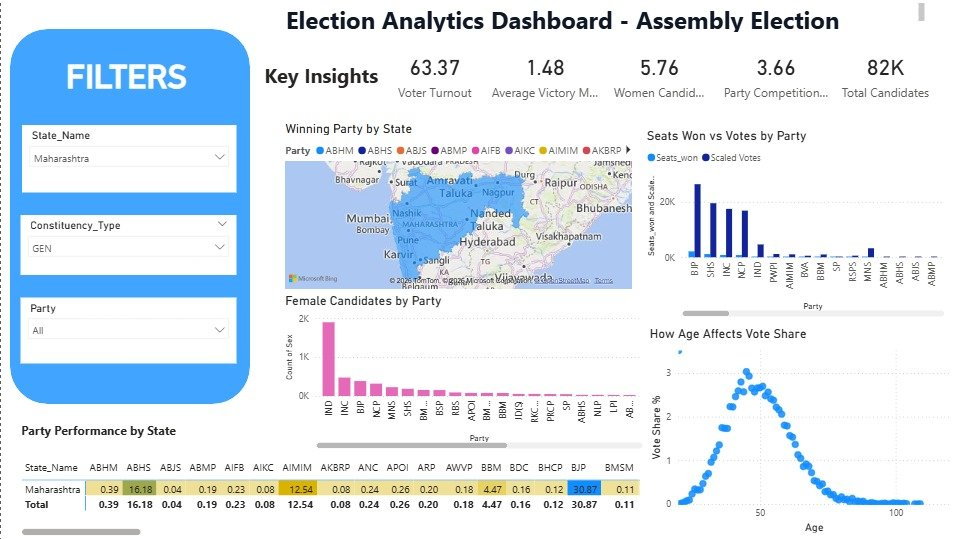 Election Analytics Dashboard - Assembly Election
FILTERS
State_Name
Maharashtra
Constituency_Type
GEN
Party
All
Key Insights
63.37
Voter Turnout
1.48
Average Victory M...
5.76
Women Candid...
3.66
Party Competition...
82K
Total Candidates
Winning Party by State
Party ABHM ABHS ABJS ABMP AIFB AIKC AIMIM AKBRP
Bhavnagar
Surat
Amravati
Taluka
Nagpur
Durg
Raipur
ODISHA
CT
Bhubanesh
Mumbai
Bombay
Nashik
MAHARASHTRA
Nanded
Taluka
Pune
Hyderabad
Visakhapatnam
Karvir
Sangli
TG
KA
Belgaum
Vijayawada
Microsoft Bing
© 2026 TomTom, © 2026 Microsoft Corporation, © OpenStreetMap Terms
Seats Won vs Votes by Party
Seats_won Scaled Votes
Seats_won and Scale...
20K
0K
BJP SHS INC NCP IND PWPI AIMIM BVA BBM SP RSPS MNS ABHM ABHS ABJS ABMP
Party
Female Candidates by Party
Count of Sex
2K
1K
0K
IND INC BJP NCP MNS SHS BM... BSP RBS APOI BM... BBM JD(S) RKC... PRCP SP ABHS NLP LPI AB...
Party
How Age Affects Vote Share
Vote Share %
3
2
1
0
50 100
Age
Party Performance by State
State_Name ABHM ABHS ABJS ABMP AIFB AIKC AIMIM AKBRP ANC APOI ARP AWVP BBM BDC BHCP BJP BMSM
Maharashtra 0.39 16.18 0.04 0.19 0.23 0.08 12.54 0.08 0.24 0.26 0.20 0.18 4.47 0.16 0.12 30.87 0.11
Total 0.39 16.18 0.04 0.19 0.23 0.08 12.54 0.08 0.24 0.26 0.20 0.18 4.47 0.16 0.12 30.87 0.11